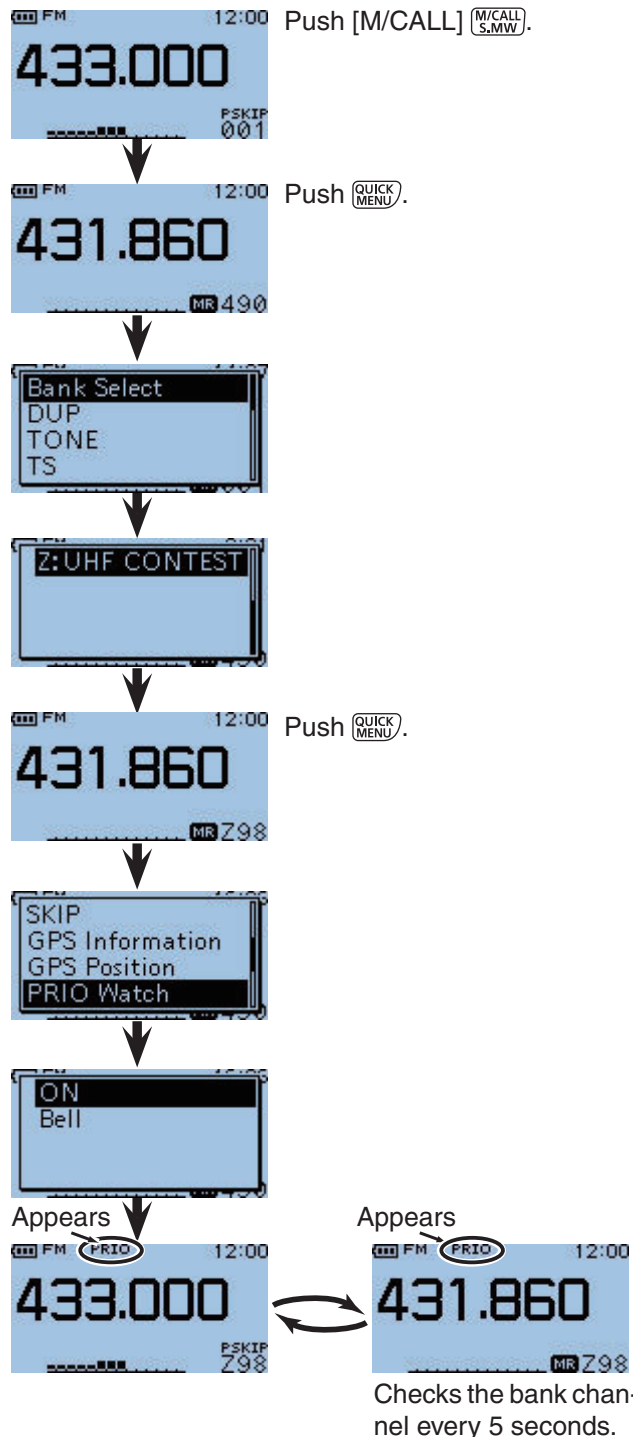 FM 12:00
Push [M/CALL] M/CALL S.MW.
433.000
PSKIP
001
FM 12:00
Push QUICK MENU.
431.860
MR 490
Bank Select
DUP
TONE
TS
Z:UHF CONTEST
FM 12:00
Push QUICK MENU.
431.860
MR Z98
SKIP
GPS Information
GPS Position
PRIO Watch
ON
Bell
Appears
FM PRIO 12:00
433.000
PSKIP
Z98
Appears
FM PRIO 12:00
431.860
MR Z98
Checks the bank chan-
nel every 5 seconds.